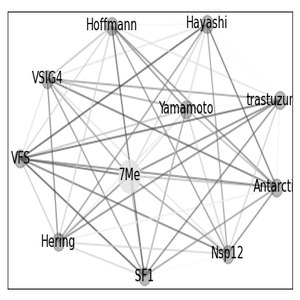 Hoffmann
Hayashi
VSIG4
Yamamoto
trastuzur
VFS
7Me
Antarcti
Hering
Nsp12
SF1